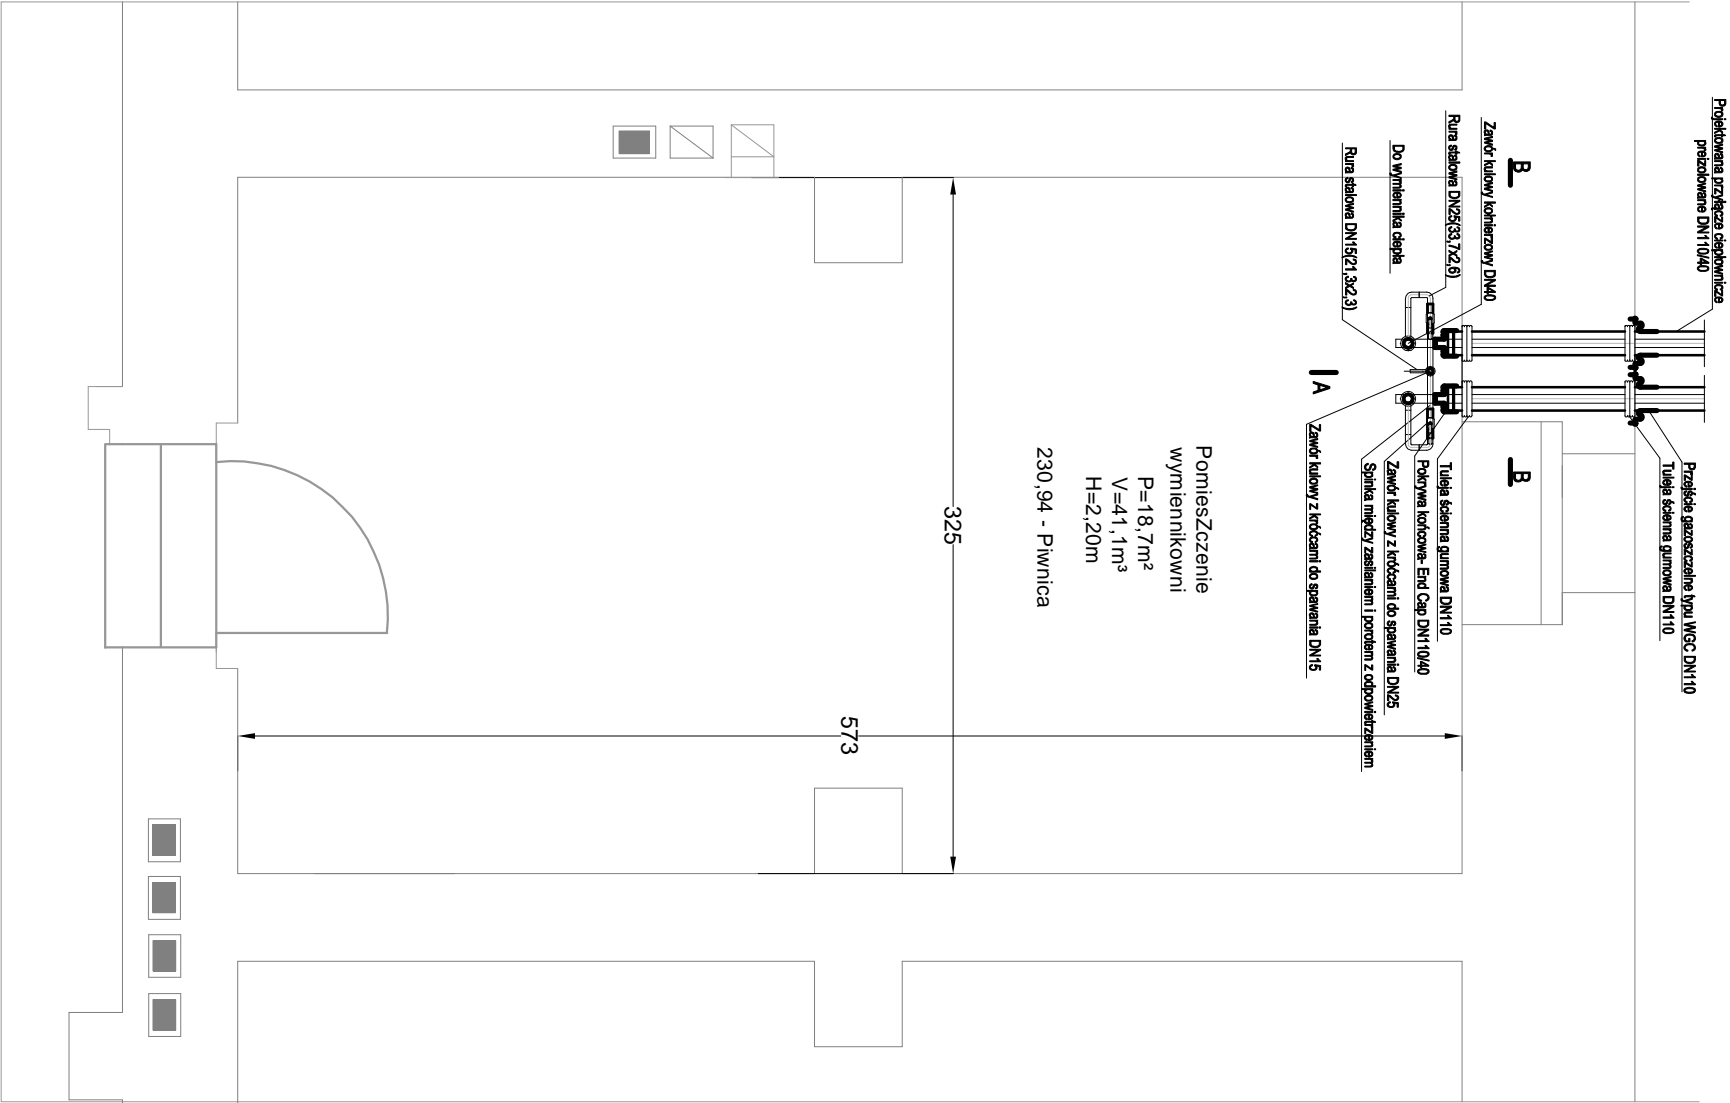 Projektowana przyłącze ciepłownicze
preizolowane DN110/40
Przejście gazoszczelne typu WGC DN110
Tuleja ścienna gumowa DN110
B
B
Zawór kulowy kołnierzowy DN40
Rura stalowa DN25(33,7x2,6)
Do wymiennika ciepła
Rura stalowa DN15(21,3x2,3)
Tuleja ścienna gumowa DN110
Pokrywa końcowa- End Cap DN110/40
Zawór kulowy z króćcami do spawania DN25
Spinka między zasilaniem i porotem z odpowietrzeniem
A
Zawór kulowy z króćcami do spawania DN15
PomiesZczenie
wymiennikowni
P=18,7m²
V=41,1m³
H=2,20m
230,94 - Piwnica
325
573